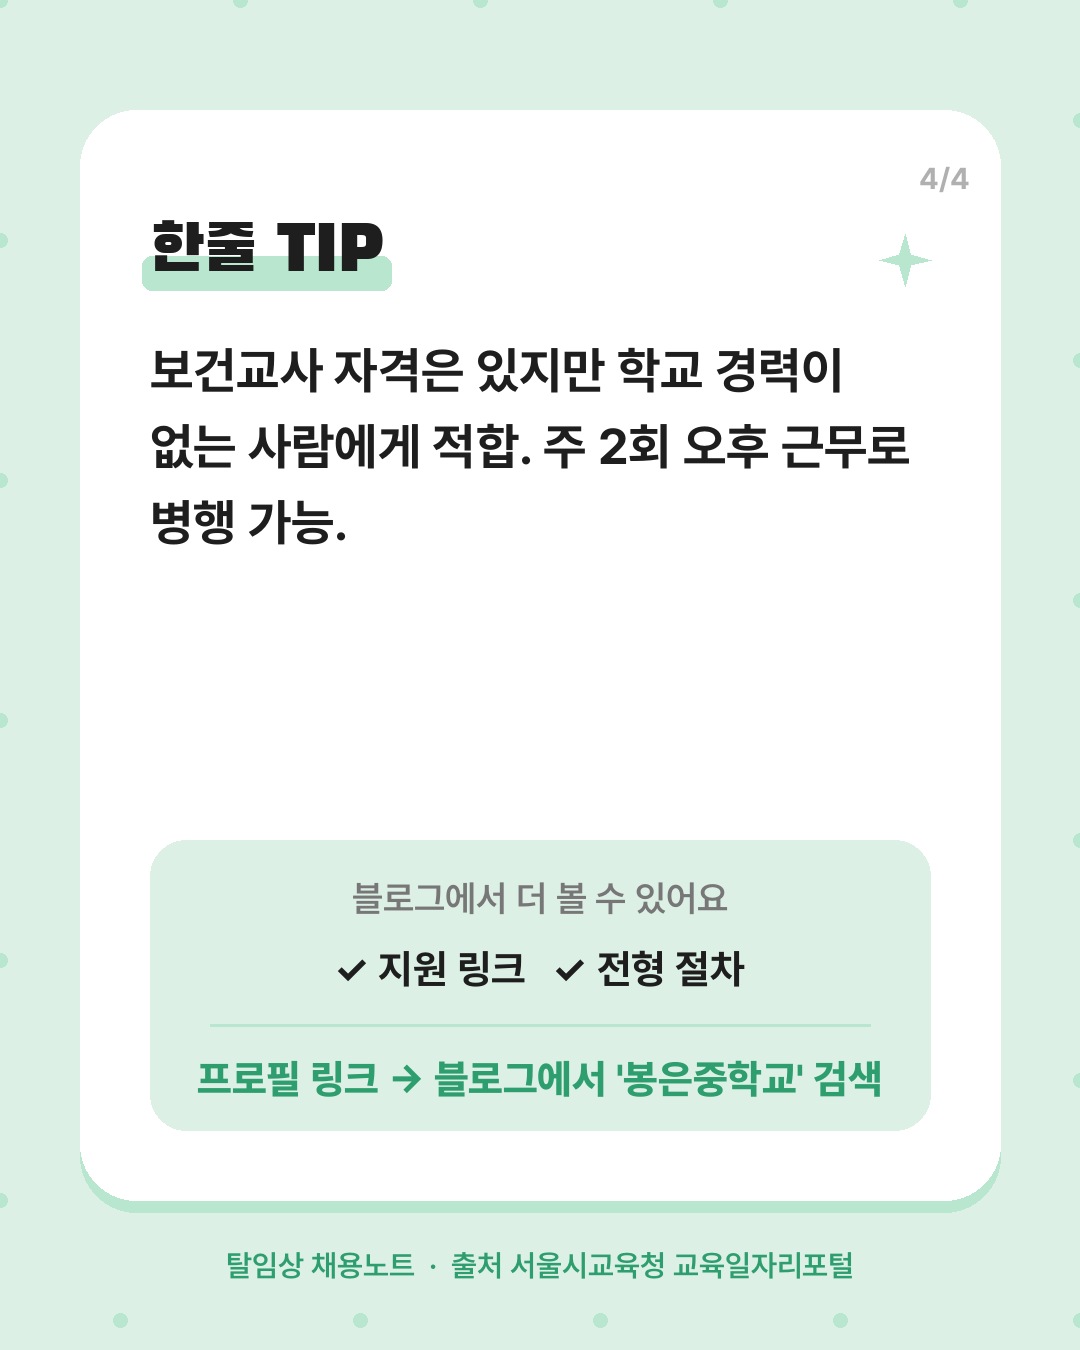 4/4
한줄 TIP
보건교사 자격은 있지만 학교 경력이
없는 사람에게 적합. 주 2회 오후 근무로
병행 가능.
블로그에서 더 볼 수 있어요
✓ 지원 링크 ✓ 전형 절차
프로필 링크 → 블로그에서 '봉은중학교' 검색
탈임상 채용노트 · 출처 서울시교육청 교육일자리포털